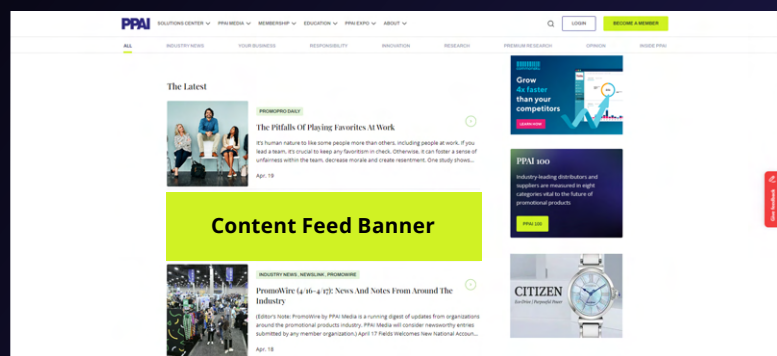 PPAI SOLUTIONS CENTER PPAI MEDIA MEMBERSHIP EDUCATION PPAI EXPO ABOUT LOGIN BECOME A MEMBER
ALL INDUSTRY NEWS YOUR BUSINESS RESPONSIBILITY INNOVATION RESEARCH PREMIUM RESEARCH OPINION INSIDE PPAI
The Latest
PROMOPRO DAILY
The Pitfalls Of Playing Favorites At Work
It's human nature to like some people more than others, including people at work. If you
lead a team, it's crucial to keep any favoritism in check. Otherwise, it can foster a sense of
unfairness within the team, decrease morale and create resentment. One study shows...
Apr. 19
Content Feed Banner
INDUSTRY NEWS, NEWSLINK, PROMOWIRE
PromoWire (4/16-4/17): News And Notes From Around The
Industry
(Editor's Note: PromoWire by PPAI Media is a running digest of updates from organizations
around the promotional products industry. PPAI Media will consider newsworthy entries
submitted by any member organization.) April 17 Fields Welcomes New National Accoun...
Apr. 18
Grow
4x faster
than your
competitors
LEARN NOW
PPAI 100
Industry-leading distributors and
suppliers are measured in eight
categories vital to the future of
promotional products
PPAI 100
CITIZEN
Give feedback